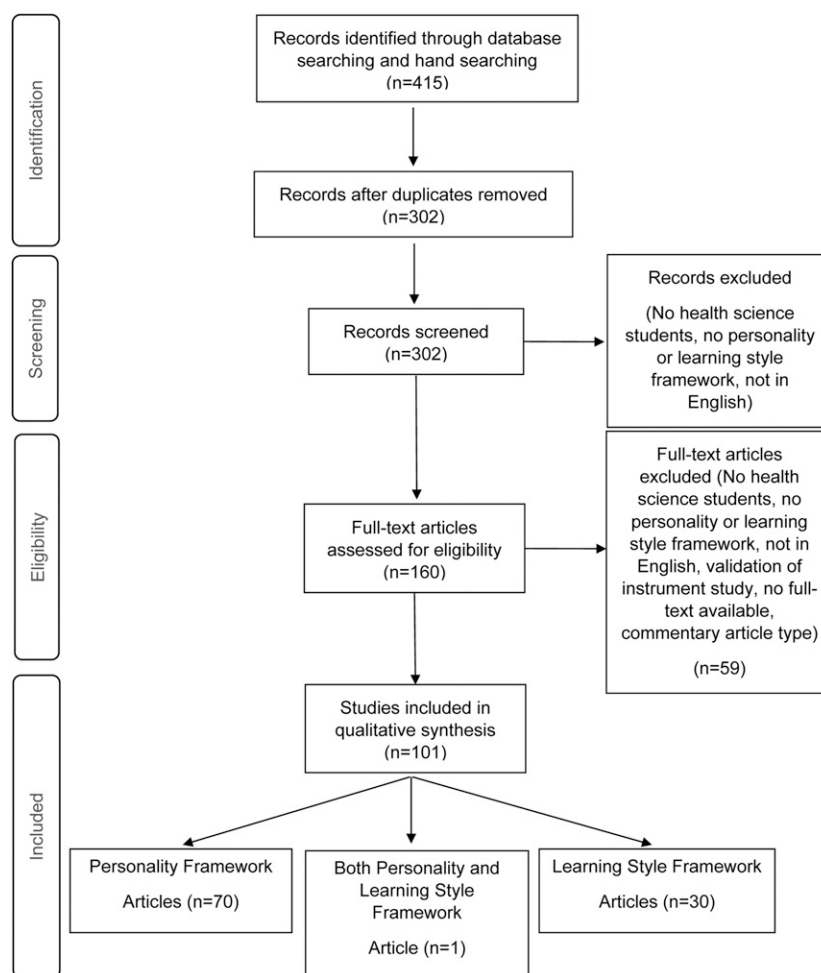 Identification
Records identified through database
searching and hand searching
(n=415)
Records after duplicates removed
(n=302)
Screening
Records screened
(n=302)
Records excluded
(No health science
students, no personality
or learning style
framework, not in
English)
Eligibility
Full-text articles
assessed for eligibility
(n=160)
Full-text articles
excluded (No health
science students, no
personality or learning
style framework, not in
English, validation of
instrument study, no full-
text available,
commentary article type)
(n=59)
Included
Studies included in
qualitative synthesis
(n=101)
Personality Framework
Articles (n=70)
Both Personality and
Learning Style
Framework
Article (n=1)
Learning Style Framework
Articles (n=30)